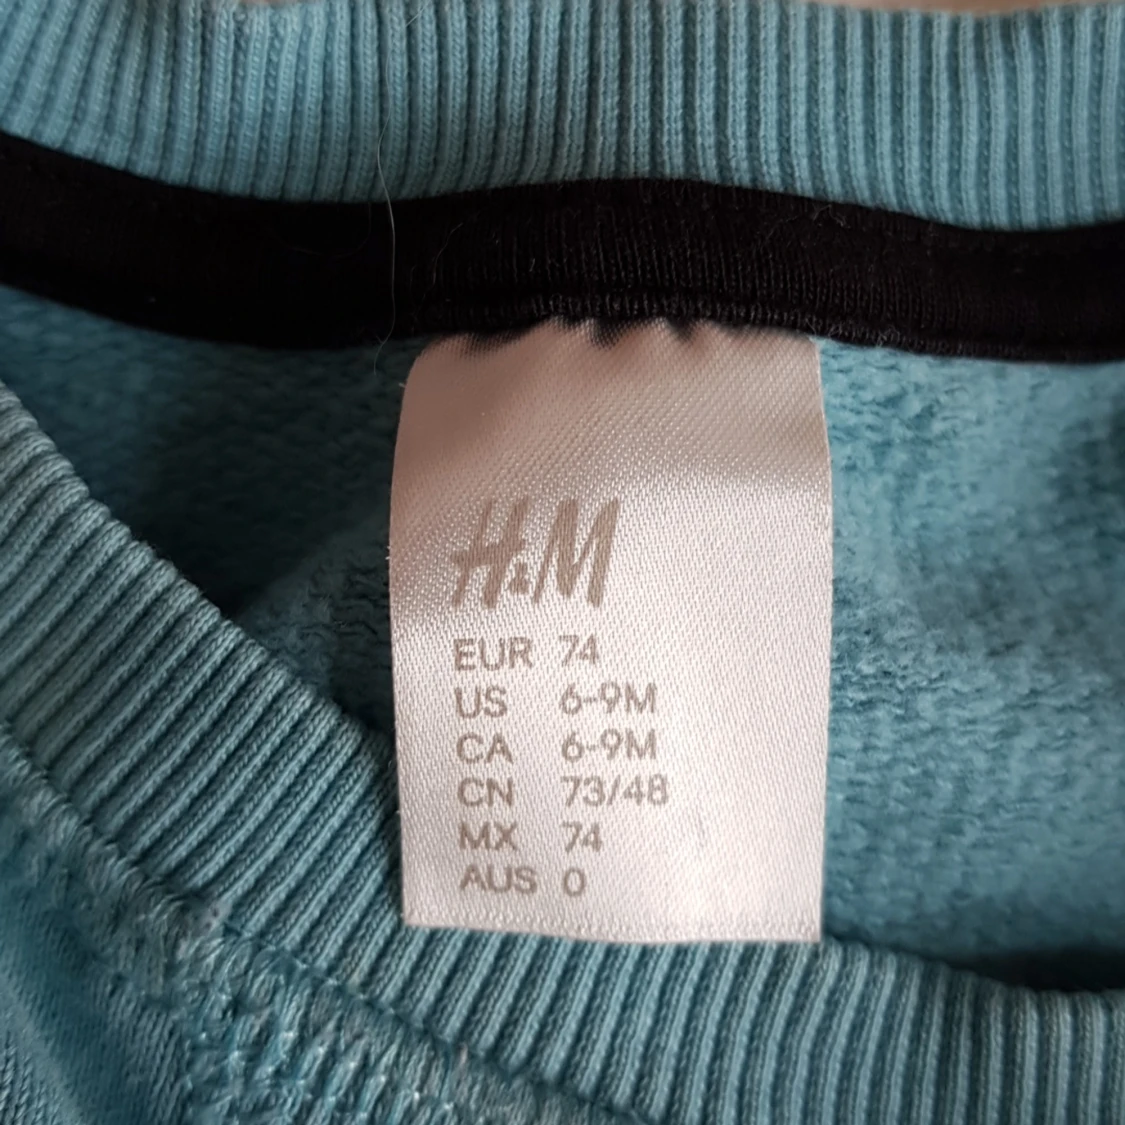 H&M
EUR 74
US 6-9M
CA 6-9M
CN 73/48
MX 74
AUS 0